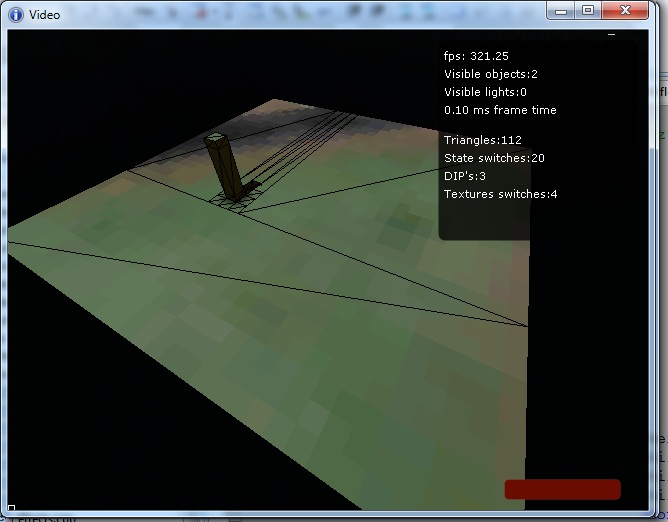 Video
fps: 321.25
Visible objects:2
Visible lights:0
0.10 ms frame time
Triangles:112
State switches:20
DIP's:3
Textures switches:4